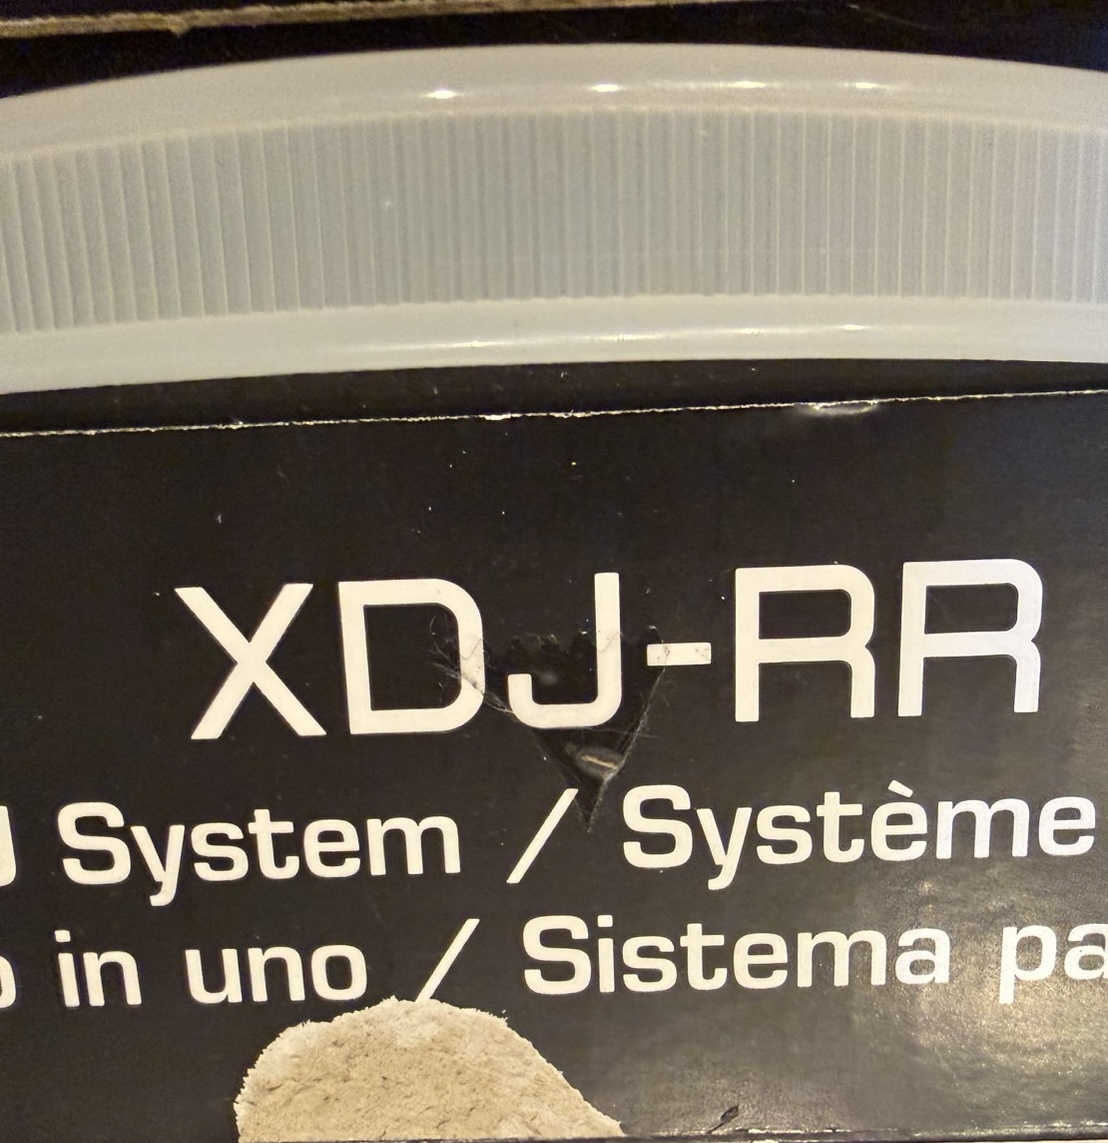 XDJ-RR
System / Système
in uno / Sistema